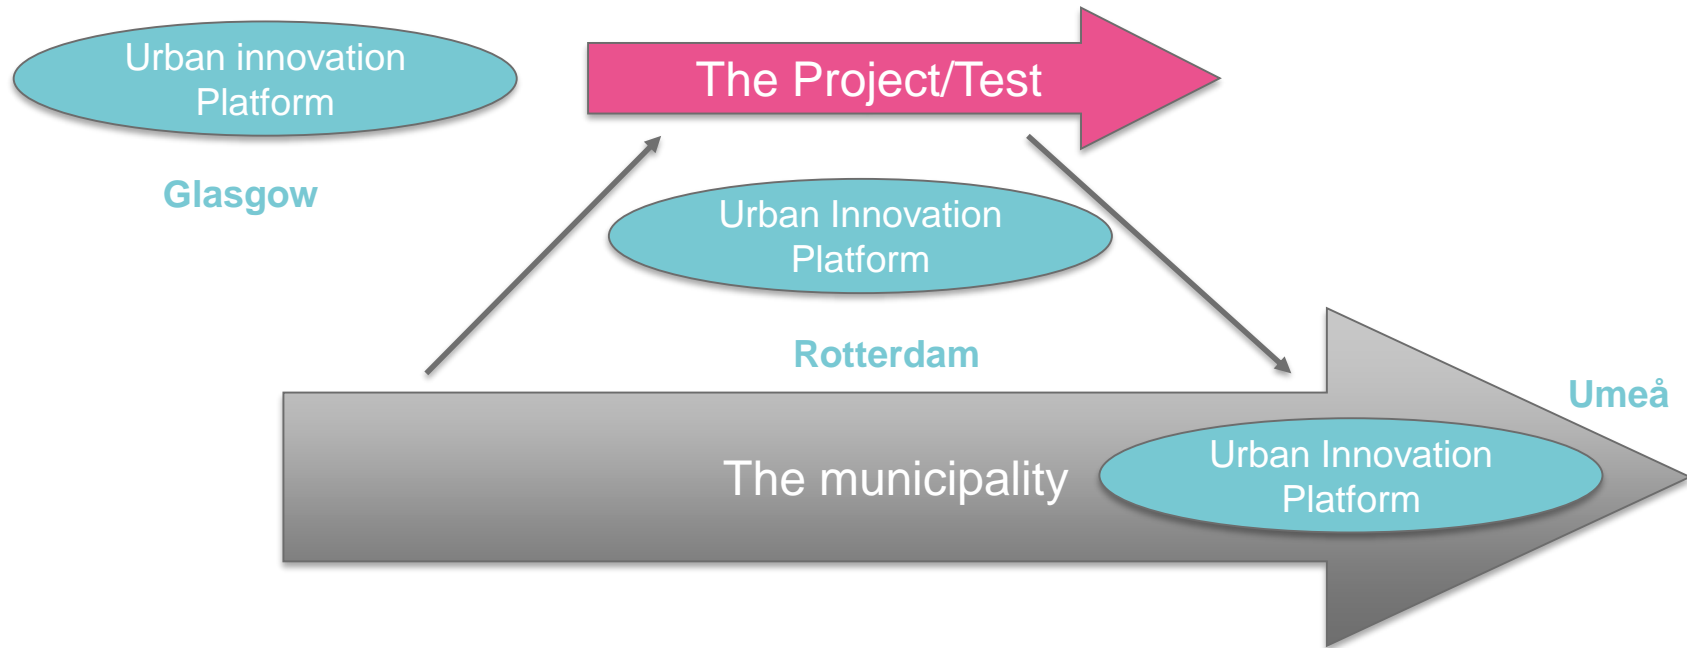 Urban innovation
Platform
The Project/Test
Glasgow
Urban Innovation
Platform
Rotterdam
Umeå
The municipality
Urban Innovation
Platform